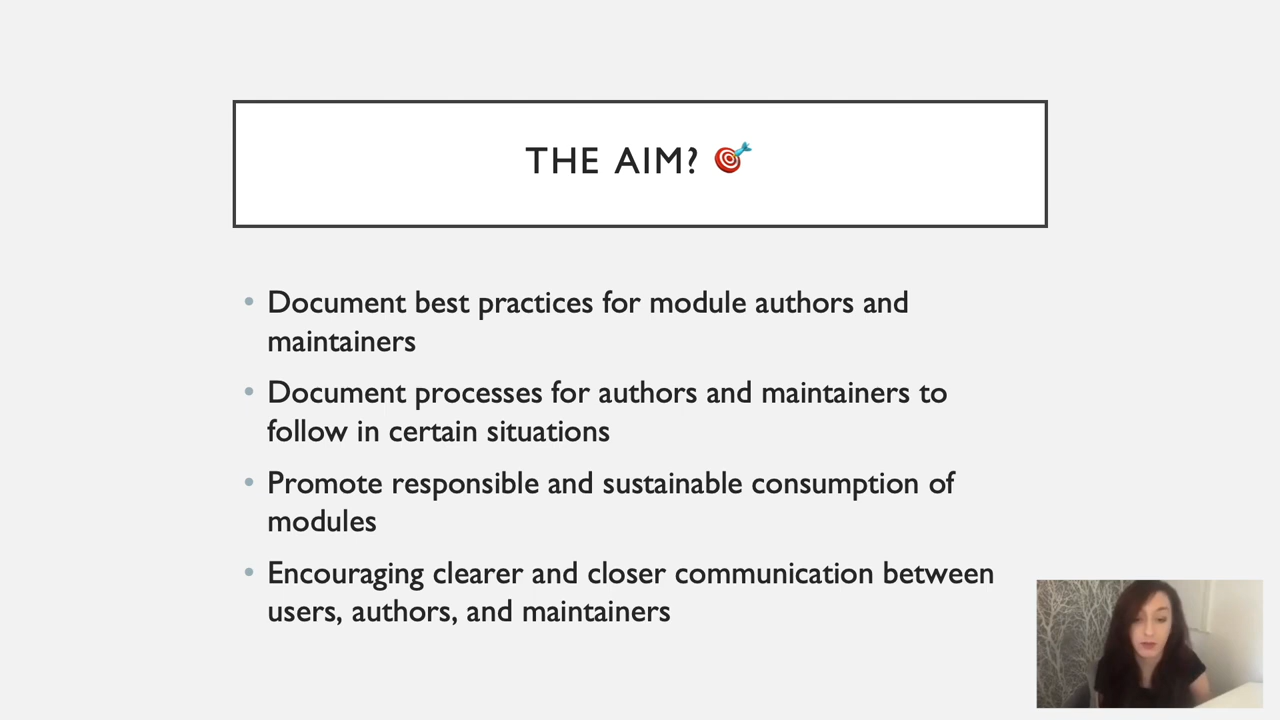 THE AIM? 🎯
• Document best practices for module authors and
maintainers
• Document processes for authors and maintainers to
follow in certain situations
• Promote responsible and sustainable consumption of
modules
• Encouraging clearer and closer communication between
users, authors, and maintainers